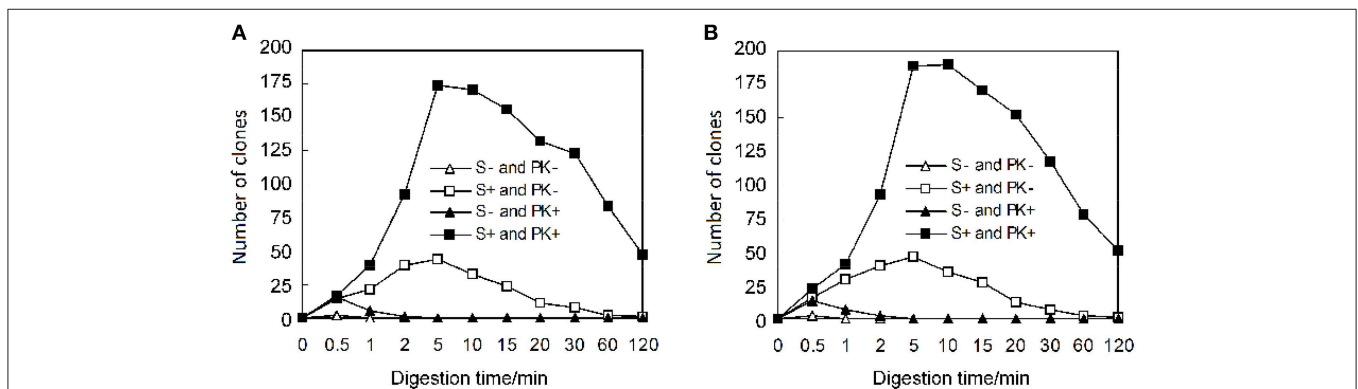 A
200
175
150
125
100
75
50
25
0
Number of clones
S- and PK-
S+ and PK-
S- and PK+
S+ and PK+
0 0.5 1 2 5 10 15 20 30 60 120
Digestion time/min
B
200
175
150
125
100
75
50
25
0
Number of clones
S- and PK-
S+ and PK-
S- and PK+
S+ and PK+
0 0.5 1 2 5 10 15 20 30 60 120
Digestion time/min